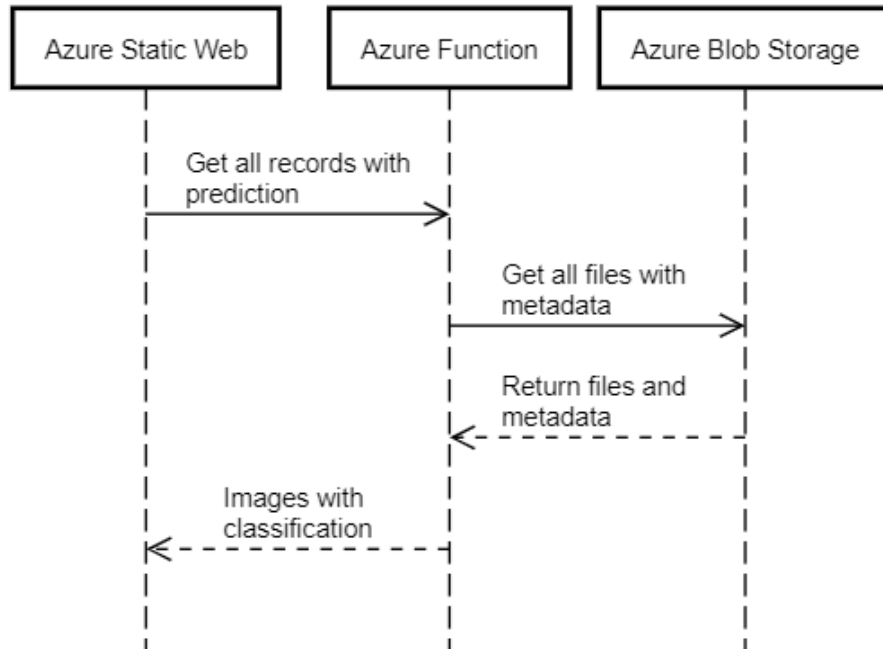 Azure Static Web
Azure Function
Azure Blob Storage
Get all records with
prediction
Get all files with
metadata
Return files and
metadata
Images with
classification